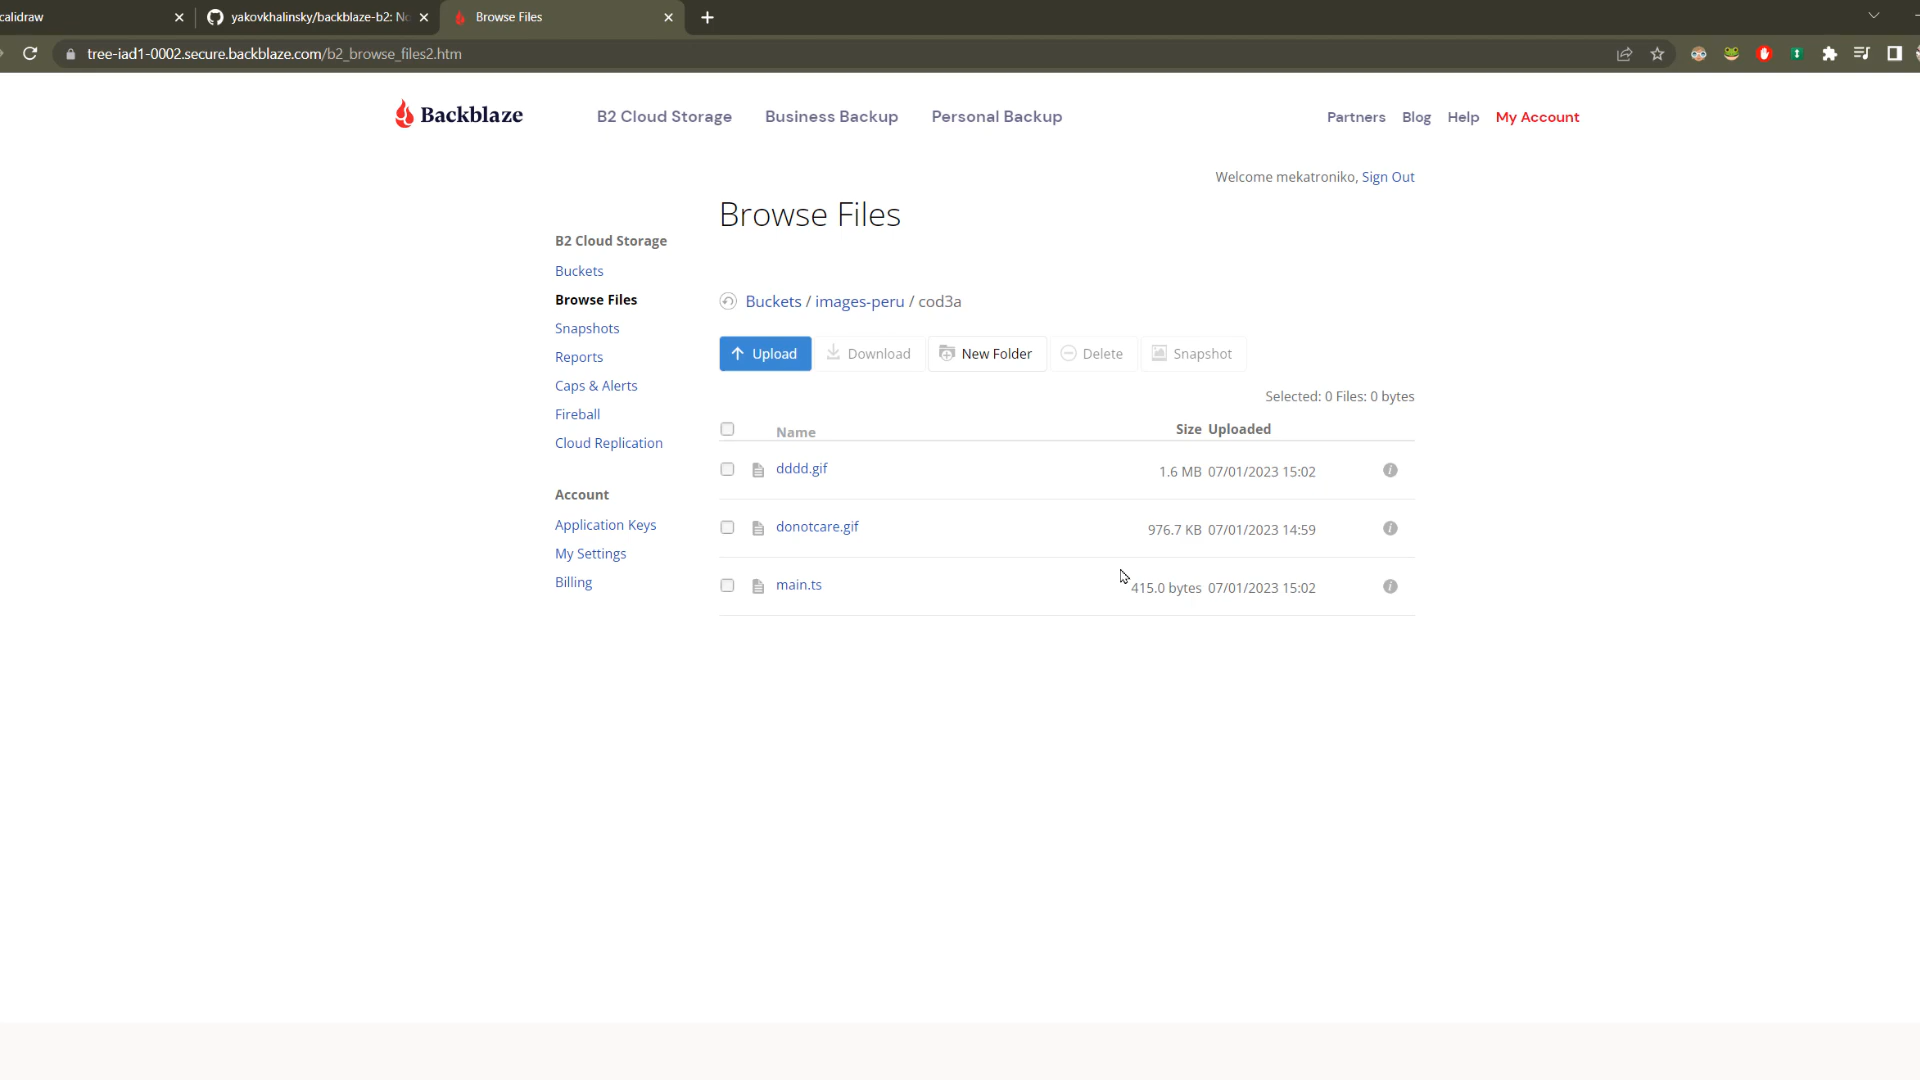 calidraw
yakovkhalinsky/backblaze-b2: No
Browse Files
tree-iad1-0002.secure.backblaze.com/b2_browse_files2.htm
Backblaze
B2 Cloud Storage
Business Backup
Personal Backup
Partners
Blog
Help
My Account
Welcome mekatroniko, Sign Out
Browse Files
B2 Cloud Storage
Buckets
Browse Files
Snapshots
Reports
Caps & Alerts
Fireball
Cloud Replication
Account
Application Keys
My Settings
Billing
Buckets / images-peru / cod3a
Upload
Download
New Folder
Delete
Snapshot
Selected: 0 Files: 0 bytes
Name Size Uploaded
dddd.gif 1.6 MB 07/01/2023 15:02
donotcare.gif 976.7 KB 07/01/2023 14:59
main.ts 415.0 bytes 07/01/2023 15:02